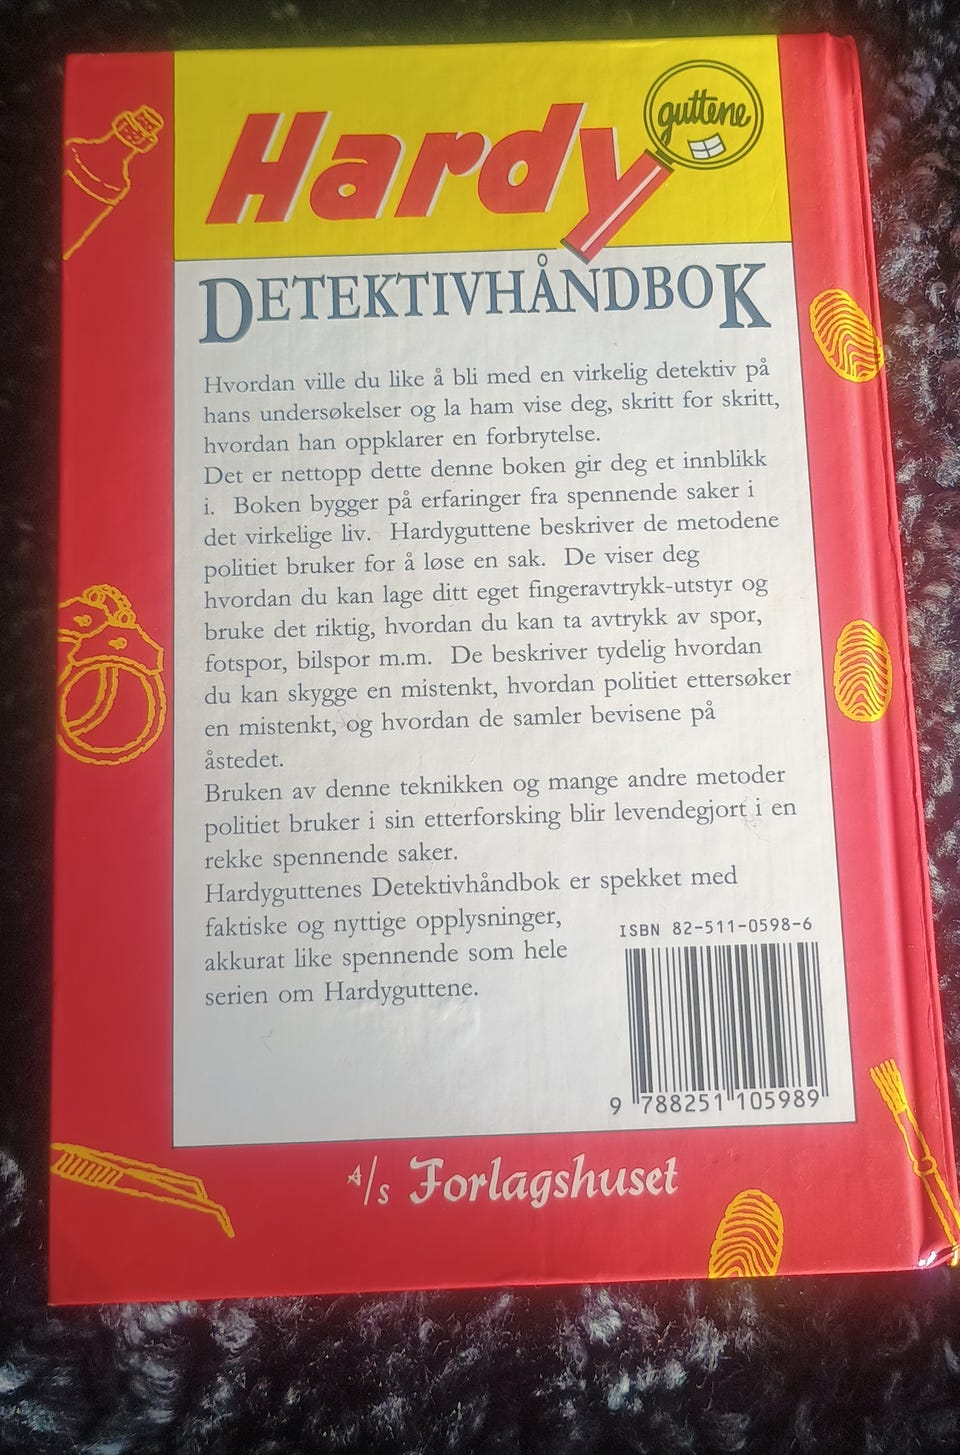 Hardy
guttene
DETEKTIVHÅNDBOK
Hvordan ville du like å bli med en virkelig detektiv på
hans undersøkelser og la ham vise deg, skritt for skritt,
hvordan han oppklarer en forbrytelse.
Det er nettopp dette denne boken gir deg et innblikk
i. Boken bygger på erfaringer fra spennende saker i
det virkelige liv. Hardyguttene beskriver de metodene
politiet bruker for å løse en sak. De viser deg
hvordan du kan lage ditt eget fingeravtrykk-utstyr og
bruke det riktig, hvordan du kan ta avtrykk av spor,
fotspor, bilspor m.m. De beskriver tydelig hvordan
du kan skygge en mistenkt, hvordan politiet ettersøker
en mistenkt, og hvordan de samler bevisene på
åstedet.
Bruken av denne teknikken og mange andre metoder
politiet bruker i sin etterforsking blir levendegjort i en
rekke spennende saker.
Hardyguttenes Detektivhåndbok er spekket med
faktiske og nyttige opplysninger,
akkurat like spennende som hele
serien om Hardyguttene.
ISBN 82-511-0598-6
9 788251 105989
A/s Forlagshuset